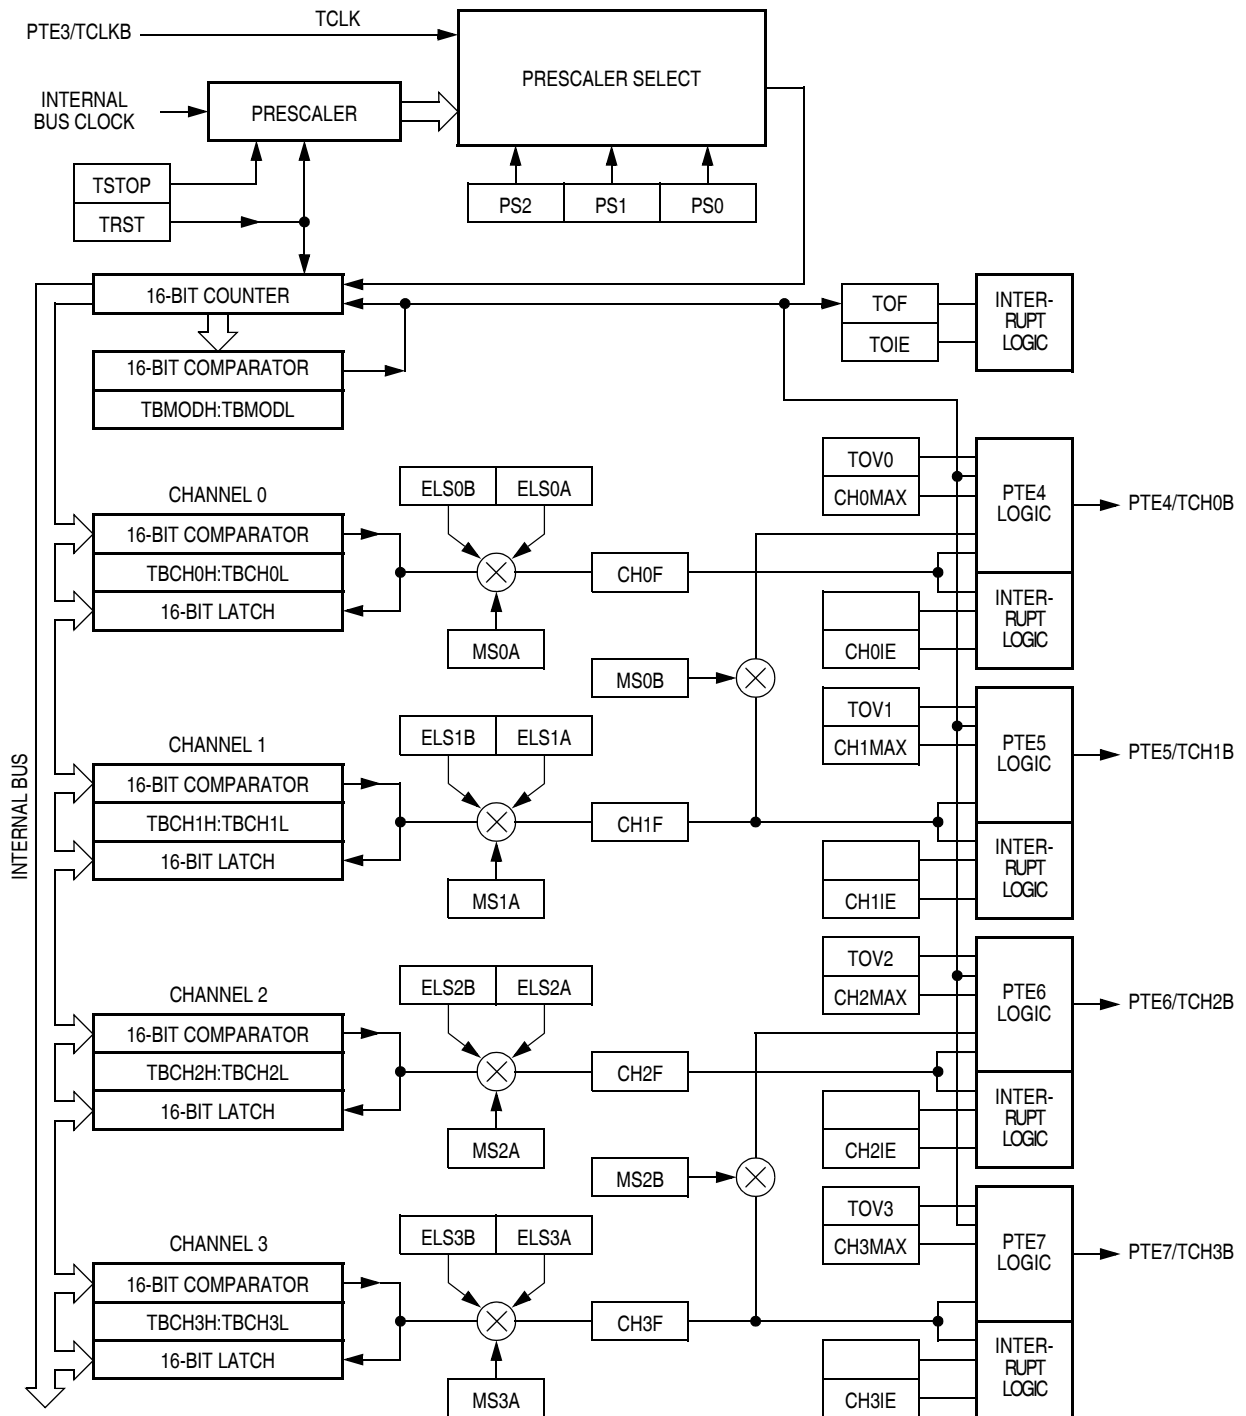 PTE3/TCLKB
TCLK
PRESCALER SELECT
INTERNAL
BUS CLOCK
PRESCALER
TSTOP
TRST
PS2
PS1
PS0
16-BIT COUNTER
16-BIT COMPARATOR
TBMODH:TBMODL
TOF
TOIE
INTER-
RUPT
LOGIC
INTERNAL BUS
CHANNEL 0
16-BIT COMPARATOR
TBCH0H:TBCH0L
16-BIT LATCH
ELS0B
ELS0A
MS0A
CH0F
MS0B
TOV0
CH0MAX
PTE4
LOGIC
PTE4/TCH0B
CH0IE
INTER-
RUPT
LOGIC
CHANNEL 1
16-BIT COMPARATOR
TBCH1H:TBCH1L
16-BIT LATCH
ELS1B
ELS1A
MS1A
CH1F
TOV1
CH1MAX
PTE5
LOGIC
PTE5/TCH1B
CH1IE
INTER-
RUPT
LOGIC
CHANNEL 2
16-BIT COMPARATOR
TBCH2H:TBCH2L
16-BIT LATCH
ELS2B
ELS2A
MS2A
CH2F
MS2B
TOV2
CH2MAX
PTE6
LOGIC
PTE6/TCH2B
CH2IE
INTER-
RUPT
LOGIC
CHANNEL 3
16-BIT COMPARATOR
TBCH3H:TBCH3L
16-BIT LATCH
ELS3B
ELS3A
MS3A
CH3F
TOV3
CH3MAX
PTE7
LOGIC
PTE7/TCH3B
CH3IE
INTER-
RUPT
LOGIC